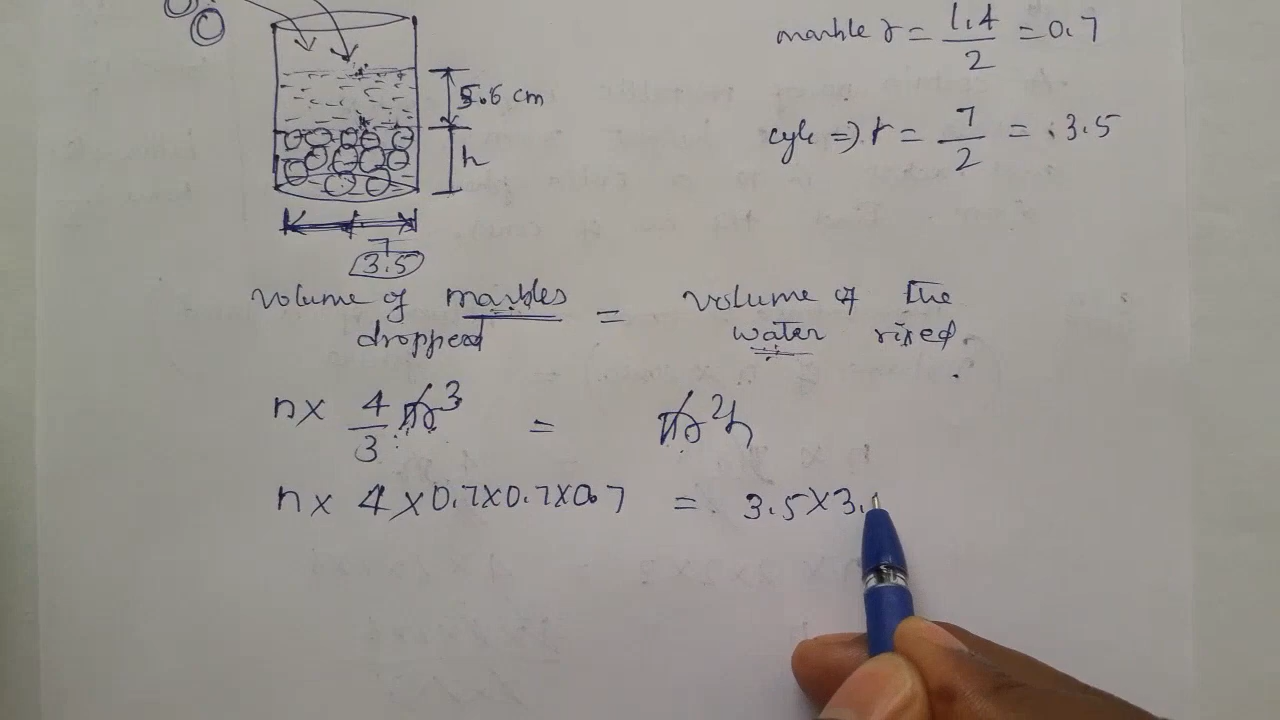 marble r = 1.4/2 = 0.7
5.6 cm
cyle => r = 7/2 = 3.5
h
7
3.5
volume of marbles = volume of the
dropped water rised.
n× 4/3 πr³ = πr²h
n× 4×0.7×0.7×0.7 = 3.5×3.